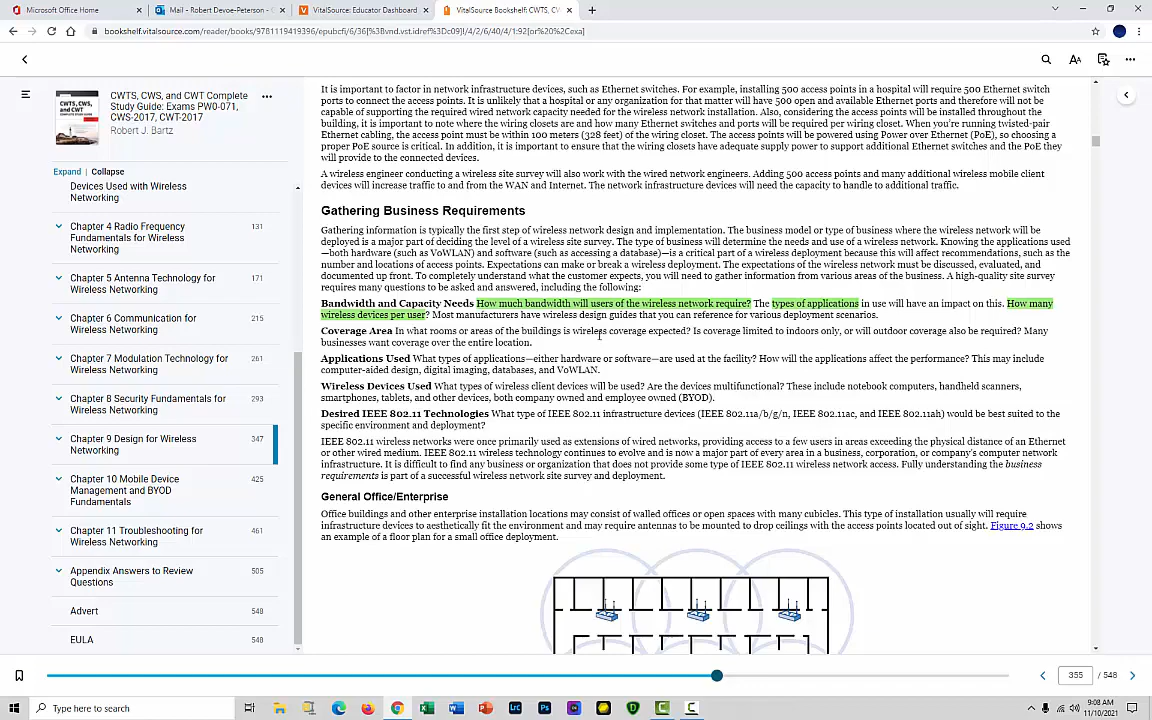 Microsoft Office Home
Mail - Robert Devoe-Peterson - O
VitalSource: Educator Dashboard
VitalSource Bookshelf: CWTS, CV
bookshelf.vitalsource.com/reader/books/9781119419396/epubcfi/6/36[%3Bvnd.vst.idref%3Dc09]!/4/2/6/40/4/1:92[or%20%2Cexa]
CWTS, CWS, and CWT Complete
Study Guide: Exams PW0-071,
CWS-2017, CWT-2017
Robert J. Bartz
Expand | Collapse
Devices Used with Wireless
Networking
Chapter 4 Radio Frequency 131
Fundamentals for Wireless
Networking
Chapter 5 Antenna Technology for 171
Wireless Networking
Chapter 6 Communication for 215
Wireless Networking
Chapter 7 Modulation Technology for 261
Wireless Networking
Chapter 8 Security Fundamentals for 293
Wireless Networking
Chapter 9 Design for Wireless 347
Networking
Chapter 10 Mobile Device 425
Management and BYOD
Fundamentals
Chapter 11 Troubleshooting for 461
Wireless Networking
Appendix Answers to Review 505
Questions
Advert 548
EULA 548
It is important to factor in network infrastructure devices, such as Ethernet switches. For example, installing 500 access points in a hospital will require 500 Ethernet switch
ports to connect the access points. It is unlikely that a hospital or any organization for that matter will have 500 open and available Ethernet ports and therefore will not be
capable of supporting the required wired network capacity needed for the wireless network installation. Also, considering the access points will be installed throughout the
building, it is important to note where the wiring closets are and how many Ethernet switches and ports will be required per wiring closet. When you're running twisted-pair
Ethernet cabling, the access point must be within 100 meters (328 feet) of the wiring closet. The access points will be powered using Power over Ethernet (PoE), so choosing a
proper PoE source is critical. In addition, it is important to ensure that the wiring closets have adequate supply power to support additional Ethernet switches and the PoE they
will provide to the connected devices.
A wireless engineer conducting a wireless site survey will also work with the wired network engineers. Adding 500 access points and many additional wireless mobile client
devices will increase traffic to and from the WAN and Internet. The network infrastructure devices will need the capacity to handle to additional traffic.
Gathering Business Requirements
Gathering information is typically the first step of wireless network design and implementation. The business model or type of business where the wireless network will be
deployed is a major part of deciding the level of a wireless site survey. The type of business will determine the needs and use of a wireless network. Knowing the applications used
—both hardware (such as VoWLAN) and software (such as accessing a database)—is a critical part of a wireless deployment because this will affect recommendations, such as the
number and locations of access points. Expectations can make or break a wireless deployment. The expectations of the wireless network must be discussed, evaluated, and
documented up front. To completely understand what the customer expects, you will need to gather information from various areas of the business. A high-quality site survey
requires many questions to be asked and answered, including the following:
Bandwidth and Capacity Needs How much bandwidth will users of the wireless network require? The types of applications in use will have an impact on this. How many
wireless devices per user? Most manufacturers have wireless design guides that you can reference for various deployment scenarios.
Coverage Area In what rooms or areas of the buildings is wireless coverage expected? Is coverage limited to indoors only, or will outdoor coverage also be required? Many
businesses want coverage over the entire location.
Applications Used What types of applications—either hardware or software—are used at the facility? How will the applications affect the performance? This may include
computer-aided design, digital imaging, databases, and VoWLAN.
Wireless Devices Used What types of wireless client devices will be used? Are the devices multifunctional? These include notebook computers, handheld scanners,
smartphones, tablets, and other devices, both company owned and employee owned (BYOD).
Desired IEEE 802.11 Technologies What type of IEEE 802.11 infrastructure devices (IEEE 802.11a/b/g/n, IEEE 802.11ac, and IEEE 802.11ah) would be best suited to the
specific environment and deployment?
IEEE 802.11 wireless networks were once primarily used as extensions of wired networks, providing access to a few users in areas exceeding the physical distance of an Ethernet
or other wired medium. IEEE 802.11 wireless technology continues to evolve and is now a major part of every area in a business, corporation, or company's computer network
infrastructure. It is difficult to find any business or organization that does not provide some type of IEEE 802.11 wireless network access. Fully understanding the business
requirements is part of a successful wireless network site survey and deployment.
General Office/Enterprise
Office buildings and other enterprise installation locations may consist of walled offices or open spaces with many cubicles. This type of installation usually will require
infrastructure devices to aesthetically fit the environment and may require antennas to be mounted to drop ceilings with the access points located out of sight. Figure 9.2 shows
an example of a floor plan for a small office deployment.
355 / 548
Type here to search
9:08 AM
11/10/2021